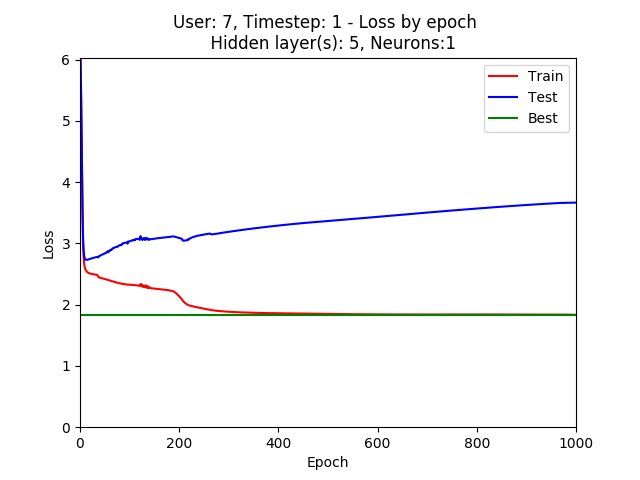 User: 7, Timestep: 1 - Loss by epoch
Hidden layer(s): 5, Neurons:1
Train
Test
Best
6
5
4
3
2
1
0
Loss
0 200 400 600 800 1000
Epoch